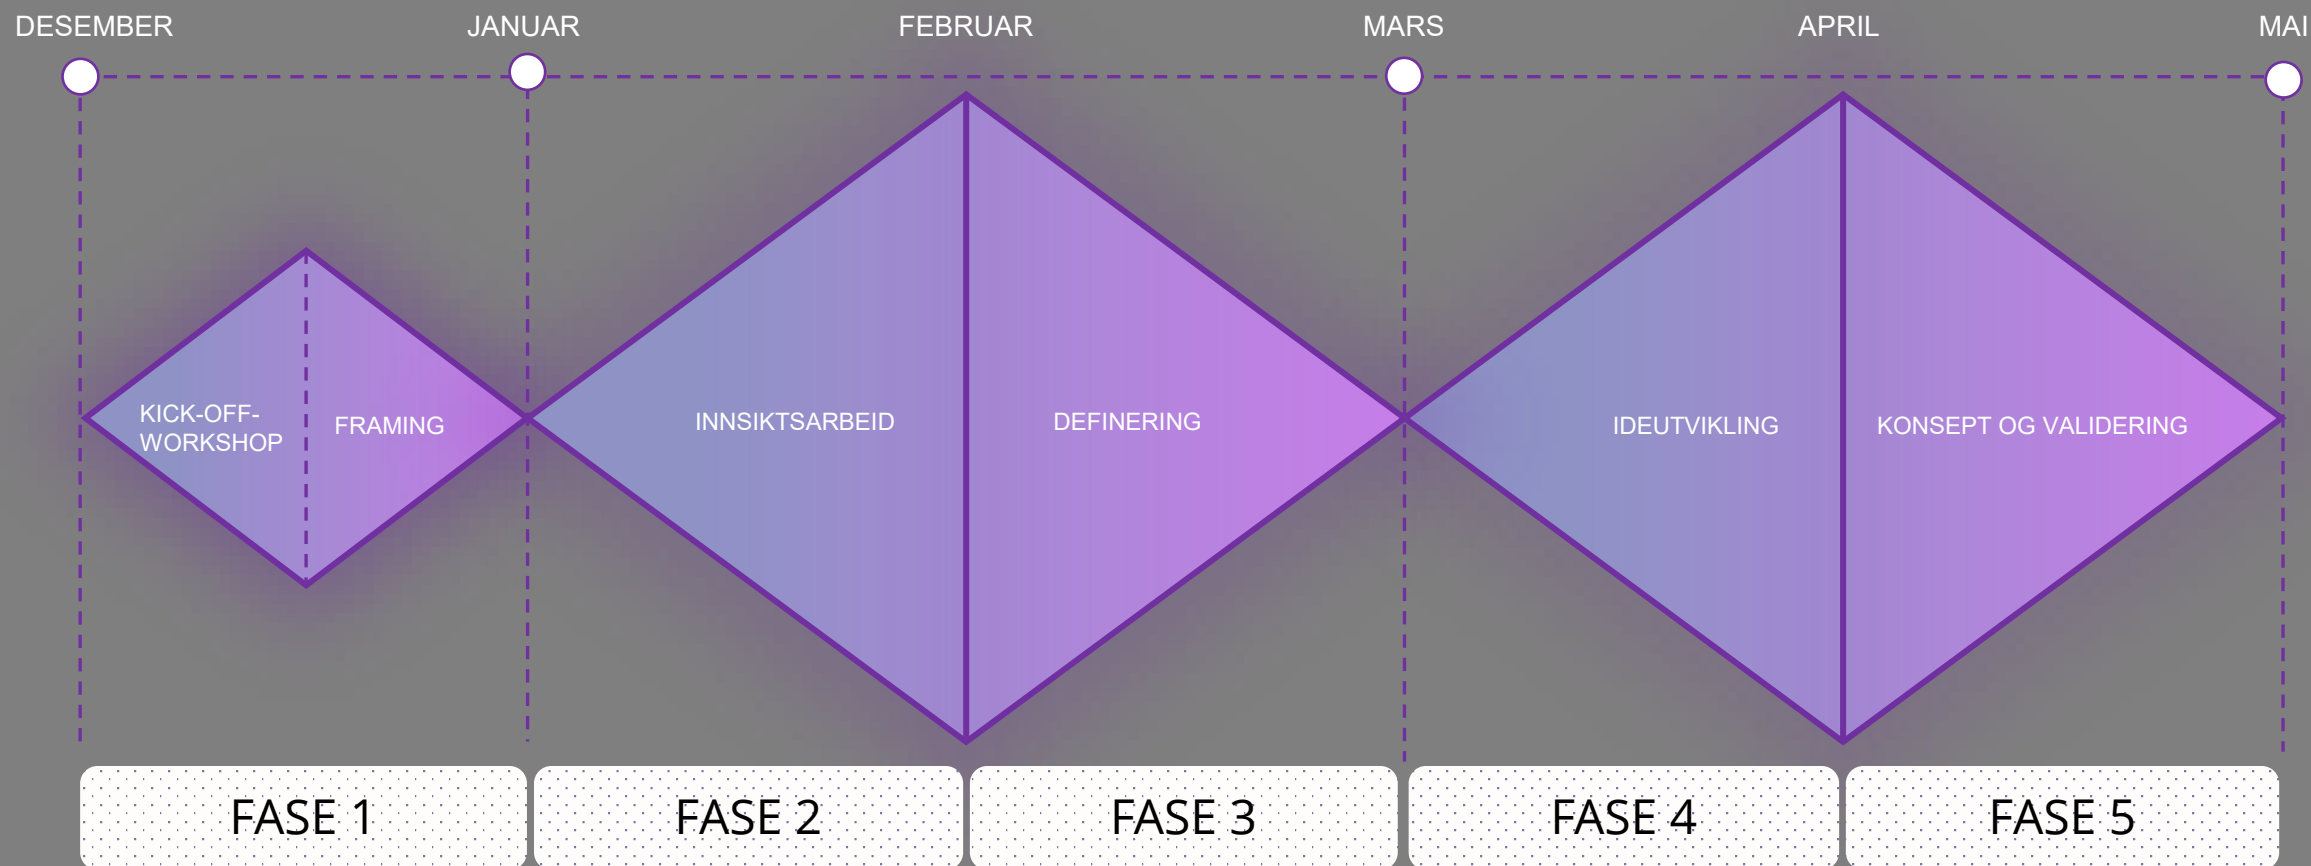 DESEMBER
JANUAR
FEBRUAR
MARS
APRIL
MAI
KICK-OFF-
WORKSHOP
FRAMING
INNSIKTSARBEID
DEFINERING
IDEUTVIKLING
KONSEPT OG VALIDERING
FASE 1
FASE 2
FASE 3
FASE 4
FASE 5